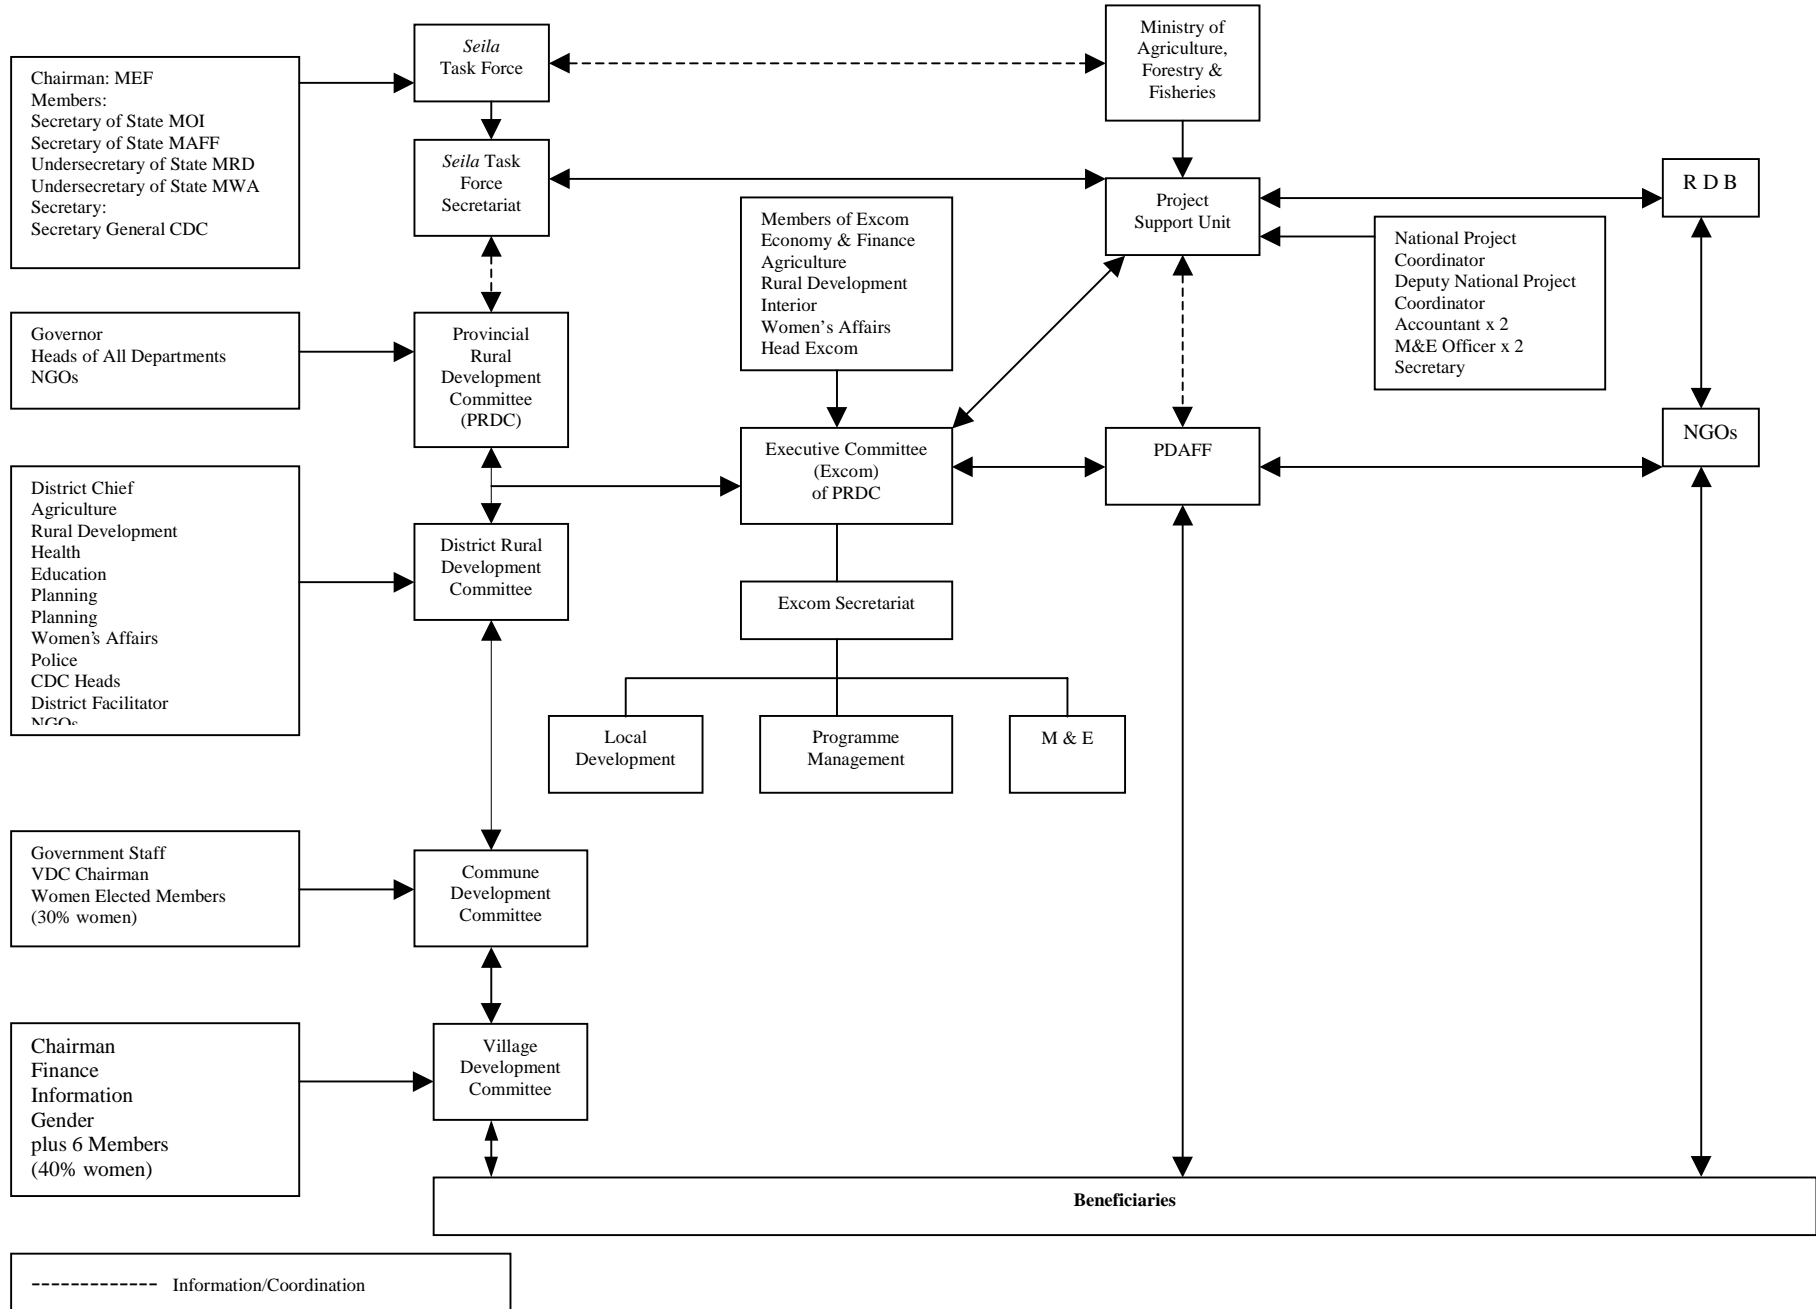 Seila
Task Force
Ministry of
Agriculture,
Forestry &
Fisheries
Chairman: MEF
Members:
Secretary of State MOI
Secretary of State MAFF
Undersecretary of State MRD
Undersecretary of State MWA
Secretary:
Secretary General CDC
Seila Task
Force
Secretariat
Project
Support Unit
R D B
Members of Excom
Economy & Finance
Agriculture
Rural Development
Interior
Women's Affairs
Head Excom
National Project
Coordinator
Deputy National Project
Coordinator
Accountant x 2
M&E Officer x 2
Secretary
Governor
Heads of All Departments
NGOs
Provincial
Rural
Development
Committee
(PRDC)
Executive Committee
(Excom)
of PRDC
PDAFF
NGOs
District Chief
Agriculture
Rural Development
Health
Education
Planning
Planning
Women's Affairs
Police
CDC Heads
District Facilitator
NGOs
District Rural
Development
Committee
Excom Secretariat
Local
Development
Programme
Management
M & E
Government Staff
VDC Chairman
Women Elected Members
(30% women)
Commune
Development
Committee
Chairman
Finance
Information
Gender
plus 6 Members
(40% women)
Village
Development
Committee
Beneficiaries
Information/Coordination